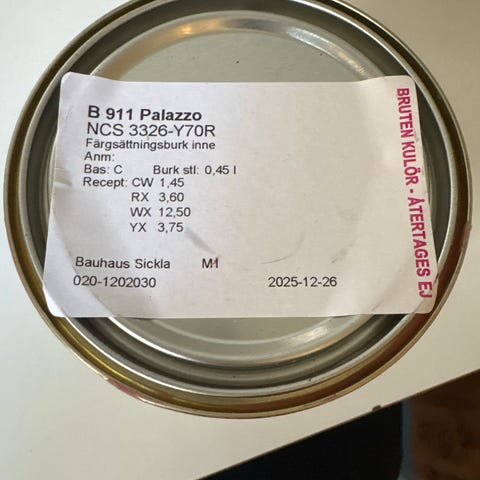 B 911 Palazzo
NCS 3326-Y70R
Färgsättningsburk inne
Anm:
Bas: C Burk stl: 0,45 l
Recept: CW 1,45
RX 3,60
WX 12,50
YX 3,75
Bauhaus Sickla M1
020-1202030 2025-12-26
BRUTEN KULÖR - ÅTERTAGES EJ